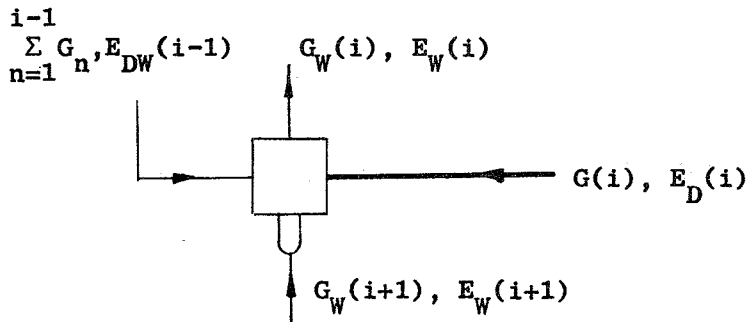 i-1
Σ G_n, E_DW(i-1)
n=1
G_W(i), E_W(i)
G(i), E_D(i)
G_W(i+1), E_W(i+1)